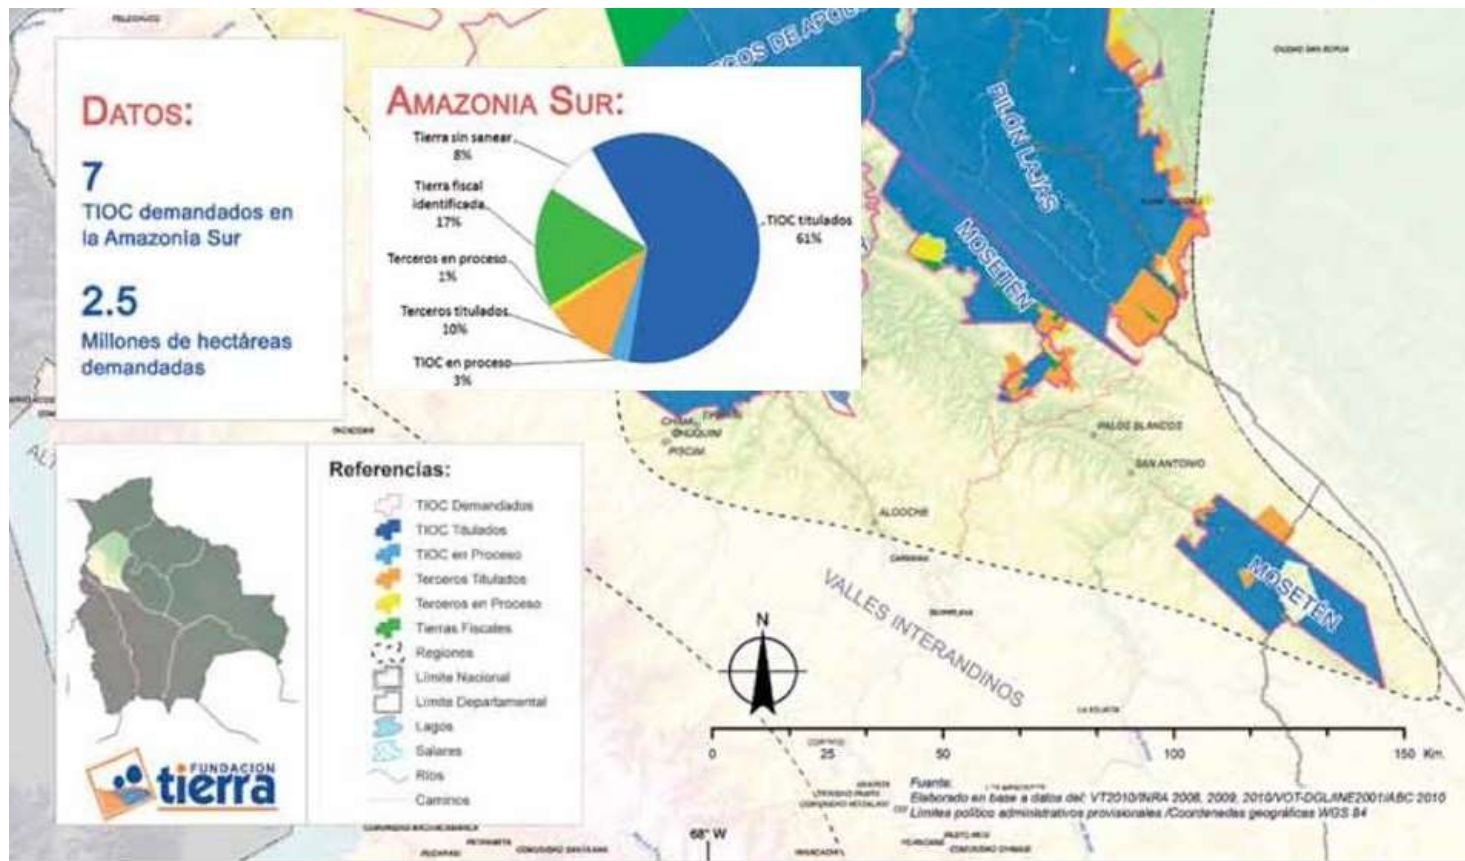 PELECHUCO
DATOS:
7
TIOC demandados en
la Amazonía Sur
2.5
Millones de hectáreas
demandadas
AMAZONIA SUR:
Tierra sin sanear
8%
Tierra fiscal
identificada
17%
Terceros en proceso
1%
Terceros titulados
10%
TIOC en proceso
3%
TIOC titulados
61%
PILÓN LAJAS
MOSETÉN
PALOS BLANCOS
SAN ANTONIO
ALCOCHE
CARANAVI
MOSETÉN
VALLES INTERANDINOS
Referencias:
TIOC Demandados
TIOC Titulados
TIOC en Proceso
Terceros Titulados
Terceros en Proceso
Tierras Fiscales
Regiones
Límite Nacional
Límite Departamental
Lagos
Salares
Ríos
Caminos
FUNDACION
tierra
N
0
25
50
100
150 Km.
Fuente:
Elaborado en base a datos del: VT2010/INRA 2008, 2009, 2010/VOT-DGL/INE2001/ABC 2010
Límites político administrativos provisionales /Coordenadas geográficas WGS 84
68° W